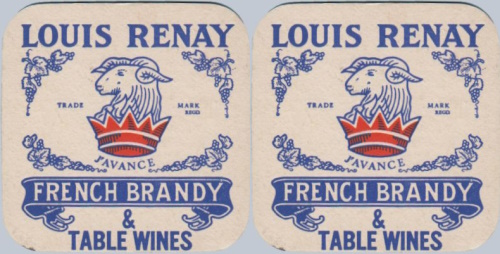 LOUIS RENAY
TRADE MARK
REGD
J'AVANCE
FRENCH BRANDY
&
TABLE WINES
LOUIS RENAY
TRADE MARK
REGD
J'AVANCE
FRENCH BRANDY
&
TABLE WINES